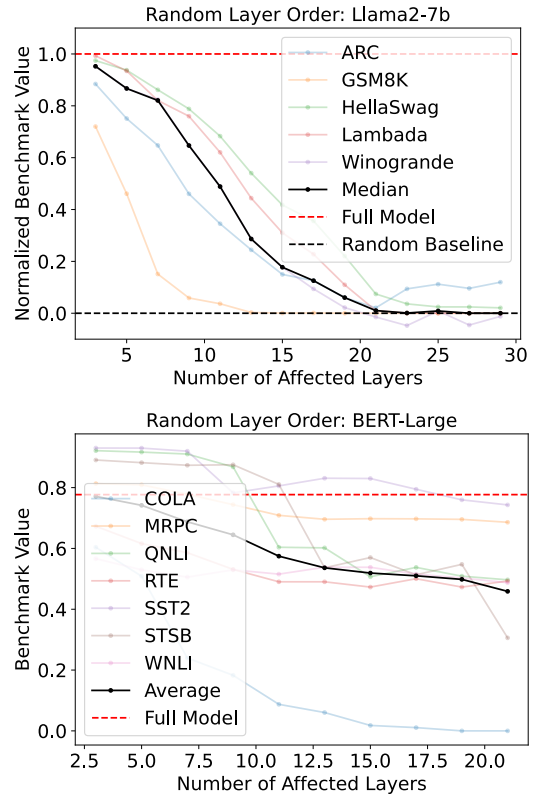 Random Layer Order: Llama2-7b
Normalized Benchmark Value
1.0
0.8
0.6
0.4
0.2
0.0
ARC
GSM8K
HellaSwag
Lambada
Winogrande
Median
Full Model
Random Baseline
5 10 15 20 25 30
Number of Affected Layers
Random Layer Order: BERT-Large
Benchmark Value
0.8
0.6
0.4
0.2
0.0
COLA
MRPC
QNLI
RTE
SST2
STSB
WNLI
Average
Full Model
2.5 5.0 7.5 10.0 12.5 15.0 17.5 20.0
Number of Affected Layers